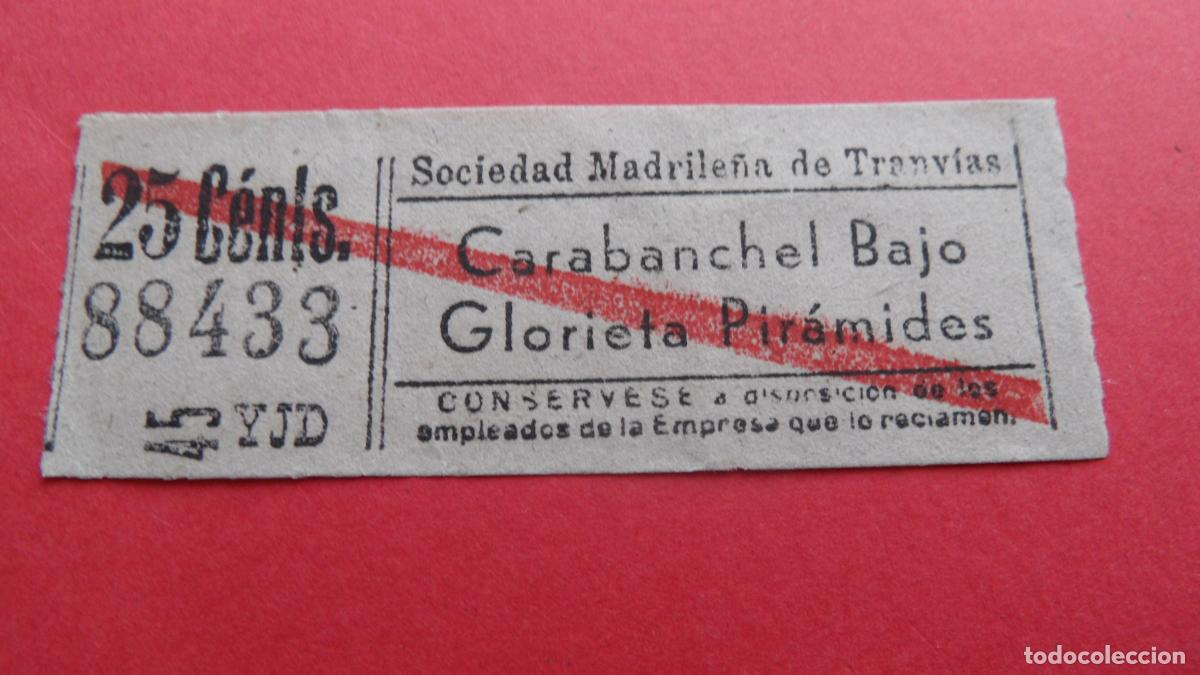 25 Cénts.
88433
45 YJD
Sociedad Madrileña de Tranvías
Carabanchel Bajo
Glorieta Pirámides
CONSERVESE a disposición de los
empleados de la Empresa que lo reclamen.
todocoleccion